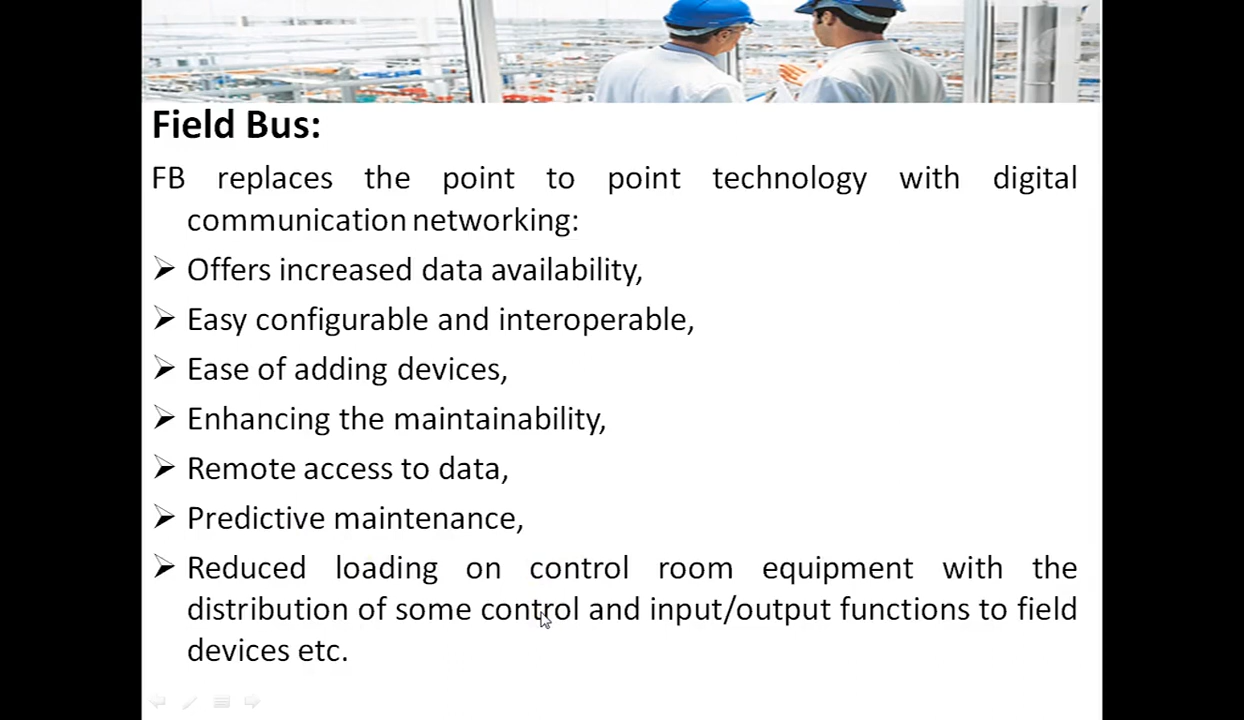 Field Bus:
FB replaces the point to point technology with digital
communication networking:
➢ Offers increased data availability,
➢ Easy configurable and interoperable,
➢ Ease of adding devices,
➢ Enhancing the maintainability,
➢ Remote access to data,
➢ Predictive maintenance,
➢ Reduced loading on control room equipment with the
distribution of some control and input/output functions to field
devices etc.